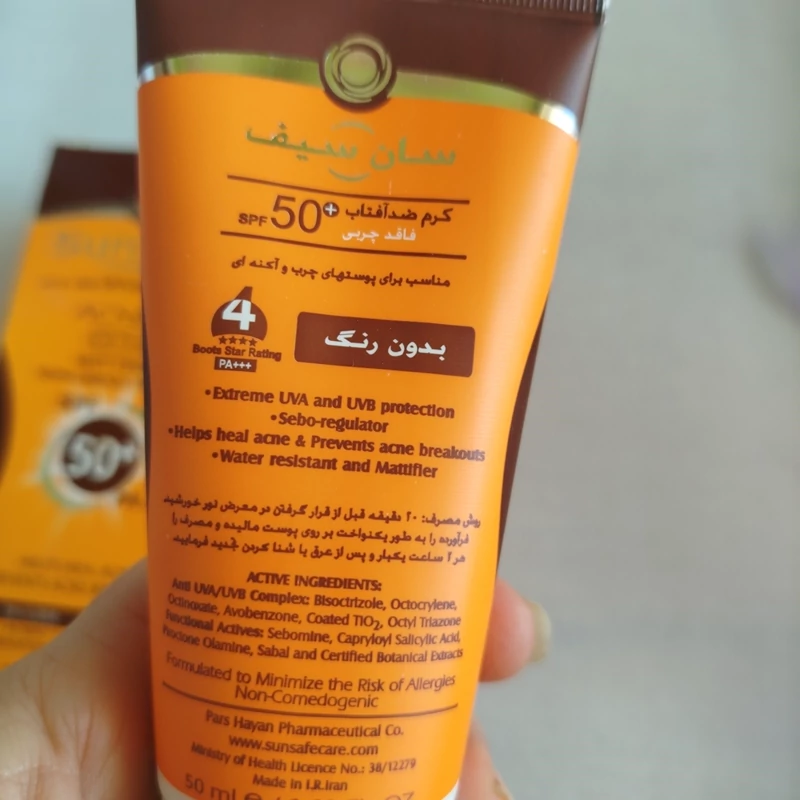 سان سیف
کرم ضدآفتاب SPF 50+
فاقد چربی
مناسب برای پوستهای چرب و آکنه ای
4
Boots Star Rating
PA+++
بدون رنگ
•Extreme UVA and UVB protection
•Sebo-regulator
•Helps heal acne & Prevents acne breakouts
•Water resistant and Mattifier
روش مصرف: ۲۰ دقیقه قبل از قرار گرفتن در معرض نور خورشید
فرآورده را به طور یکنواخت بر روی پوست مالیده و مصرف را
هر ۲ ساعت یکبار و پس از عرق یا شنا کردن تجدید فرمایید.
ACTIVE INGREDIENTS:
Anti UVA/UVB Complex: Bisoctrizole, Octocrylene,
Octinoxate, Avobenzone, Coated TIO2, Octyl Triazone
Functional Actives: Sebomine, Capryloyl Salicylic Acid,
Piroctone Olamine, Sabal and Certified Botanical Extracts
Formulated to Minimize the Risk of Allergies
Non-Comedogenic
Pars Hayan Pharmaceutical Co.
www.sunsafecare.com
Ministry of Health Licence No.: 38/12279
Made in I.R.Iran
50 ml e
50+